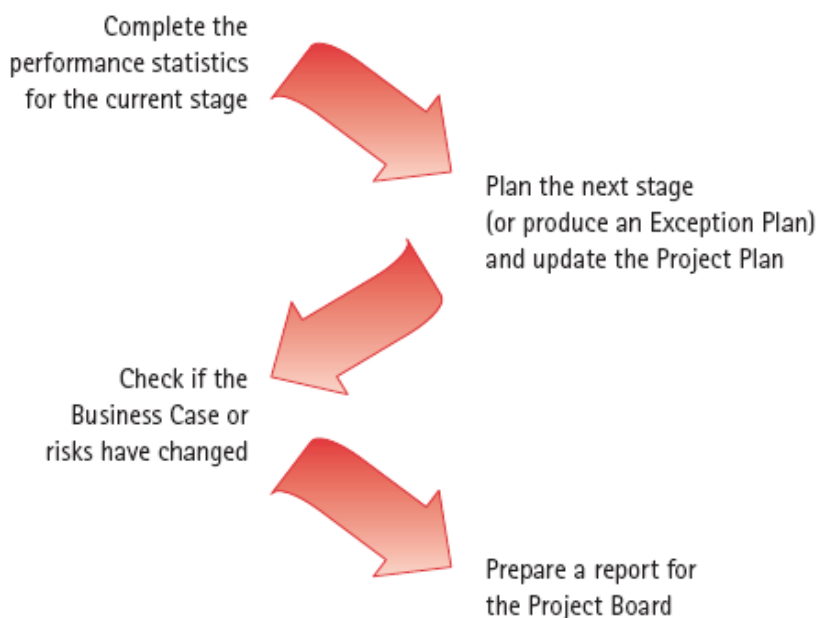 Complete the
performance statistics
for the current stage
Plan the next stage
(or produce an Exception Plan)
and update the Project Plan
Check if the
Business Case or
risks have changed
Prepare a report for
the Project Board